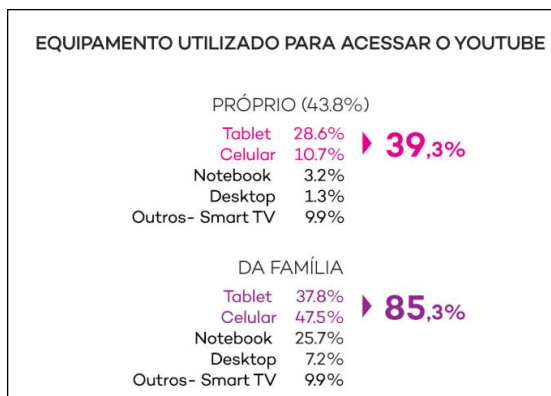 EQUIPAMENTO UTILIZADO PARA ACESSAR O YOUTUBE
PRÓPRIO (43.8%)
Tablet 28.6%
Celular 10.7%
39,3%
Notebook 3.2%
Desktop 1.3%
Outros- Smart TV 9.9%
DA FAMÍLIA
Tablet 37.8%
Celular 47.5%
85,3%
Notebook 25.7%
Desktop 7.2%
Outros- Smart TV 9.9%